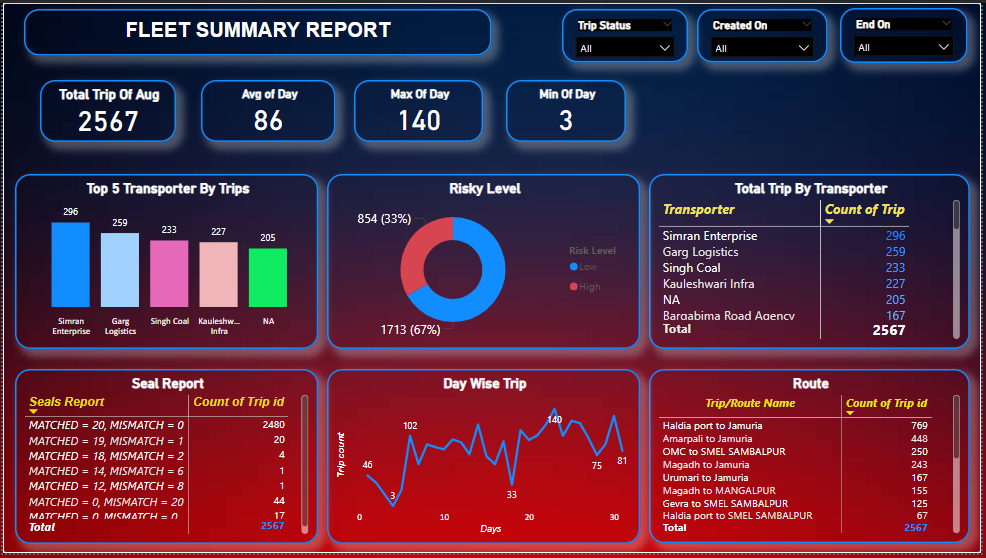 FLEET SUMMARY REPORT
Trip Status
All
Created On
All
End On
All
Total Trip Of Aug
2567
Avg of Day
86
Max Of Day
140
Min Of Day
3
Top 5 Transporter By Trips
296
259
233
227
205
Simran
Enterprise
Garg
Logistics
Singh Coal
Kauleshw...
Infra
NA
Risky Level
854 (33%)
1713 (67%)
Risk Level
Low
High
Total Trip By Transporter
Transporter Count of Trip
Simran Enterprise 296
Garg Logistics 259
Singh Coal 233
Kauleshwari Infra 227
NA 205
Bargabima Road Agency 167
Total 2567
Seal Report
Seals Report Count of Trip id
MATCHED = 20, MISMATCH = 0 2480
MATCHED = 19, MISMATCH = 1 20
MATCHED = 18, MISMATCH = 2 4
MATCHED = 14, MISMATCH = 6 1
MATCHED = 12, MISMATCH = 8 1
MATCHED = 0, MISMATCH = 20 44
MATCHED = 0, MISMATCH = 0 17
Total 2567
Day Wise Trip
Trip count
46
102
3
33
140
75
81
0 10 20 30
Days
Route
Trip/Route Name Count of Trip id
Haldia port to Jamuria 769
Amarpali to Jamuria 448
OMC to SMEL SAMBALPUR 250
Magadh to Jamuria 243
Urumari to Jamuria 167
Magadh to MANGALPUR 155
Gevra to SMEL SAMBALPUR 125
Haldia port to SMEL SAMBALPUR 67
Total 2567